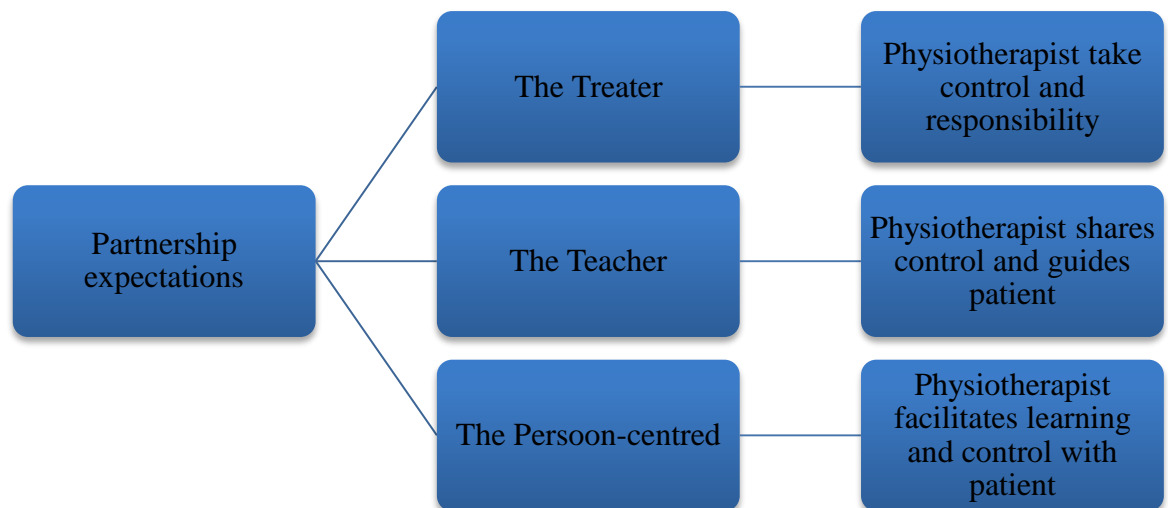 Partnership
expectations
The Treater
Physiotherapist take
control and
responsibility
The Teacher
Physiotherapist shares
control and guides
patient
The Persoon-centred
Physiotherapist
facilitates learning
and control with
patient